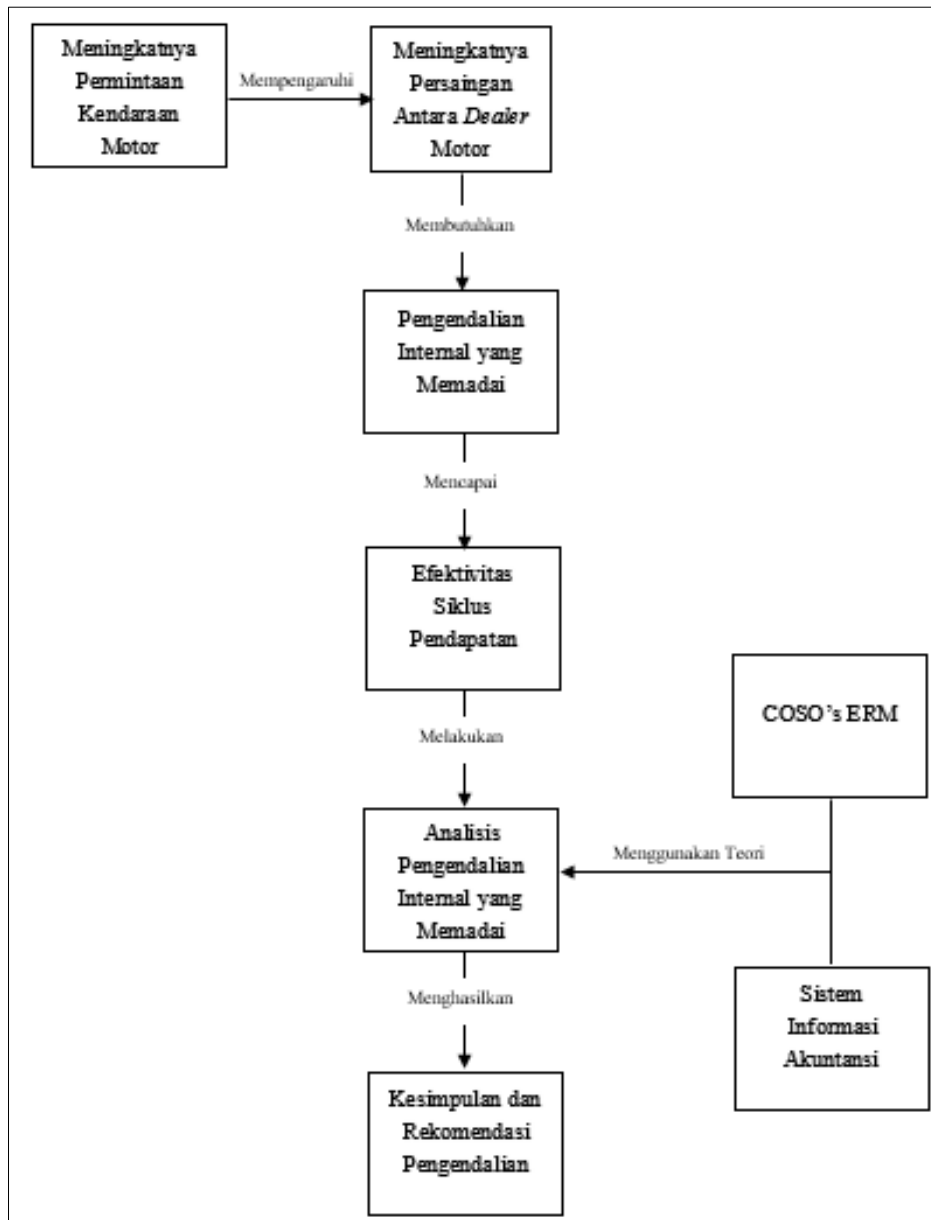 Meningkatnya
Permintaan
Kendaraan
Motor
Mempengaruhi
Meningkatnya
Persaingan
Antara Dealer
Motor
Membutuhkan
Pengendalian
Internal yang
Memadai
Mencapai
Efektivitas
Siklus
Pendapatan
Melakukan
Analisis
Pengendalian
Internal yang
Memadai
Menggunakan Teori
COSO's ERM
Sistem
Informasi
Akuntansi
Menghasilkan
Kesimpulan dan
Rekomendasi
Pengendalian